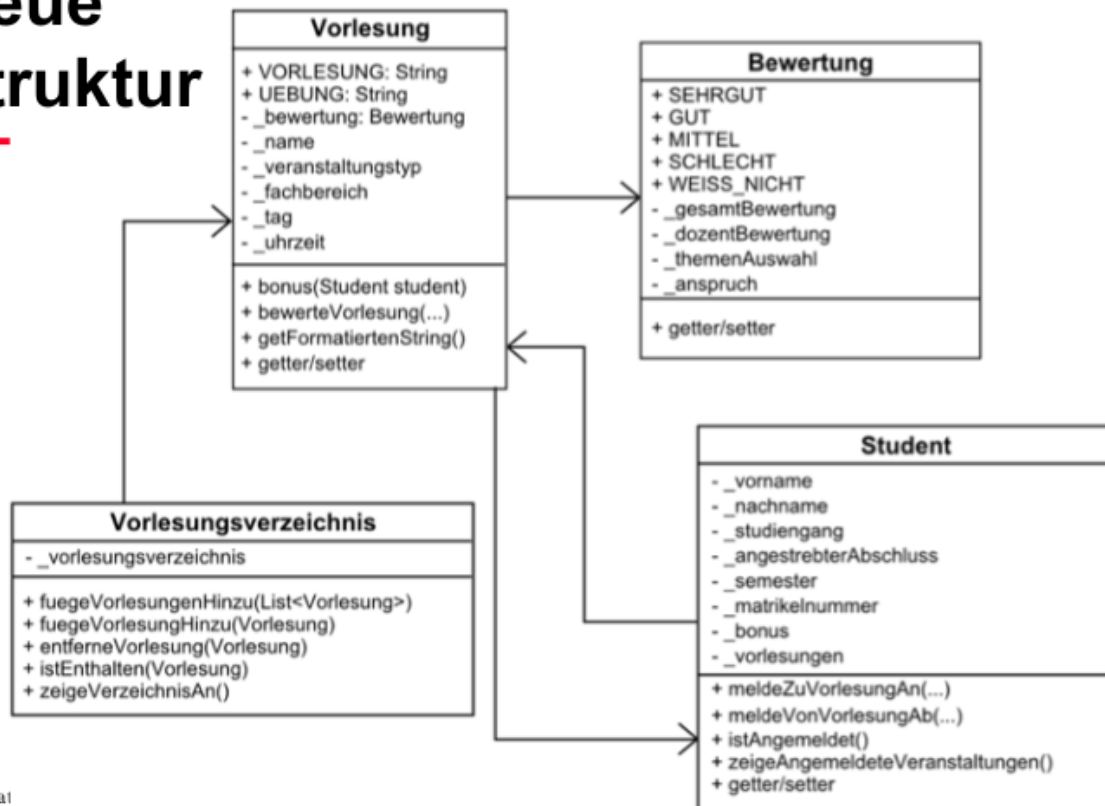 Vorlesung
+ VORLESUNG: String
+ UEBUNG: String
- _bewertung: Bewertung
- _name
- _veranstaltungstyp
- _fachbereich
- _tag
- _uhrzeit
+ bonus(Student student)
+ bewerteVorlesung(...)
+ getFormatiertenString()
+ getter/setter
Bewertung
+ SEHRGUT
+ GUT
+ MITTEL
+ SCHLECHT
+ WEISS_NICHT
- _gesamtBewertung
- _dozentBewertung
- _themenAuswahl
- _anspruch
+ getter/setter
Vorlesungsverzeichnis
- _vorlesungsverzeichnis
+ fuegeVorlesungenHinzu(List<Vorlesung>)
+ fuegeVorlesungHinzu(Vorlesung)
+ entferneVorlesung(Vorlesung)
+ istEnthalten(Vorlesung)
+ zeigeVerzeichnisAn()
Student
- _vorname
- _nachname
- _studiengang
- _angestrebterAbschluss
- _semester
- _matrikelnummer
- _bonus
- _vorlesungen
+ meldeZuVorlesungAn(...)
+ meldeVonVorlesungAb(...)
+ istAngemeldet()
+ zeigeAngemeldeteVeranstaltungen()
+ getter/setter